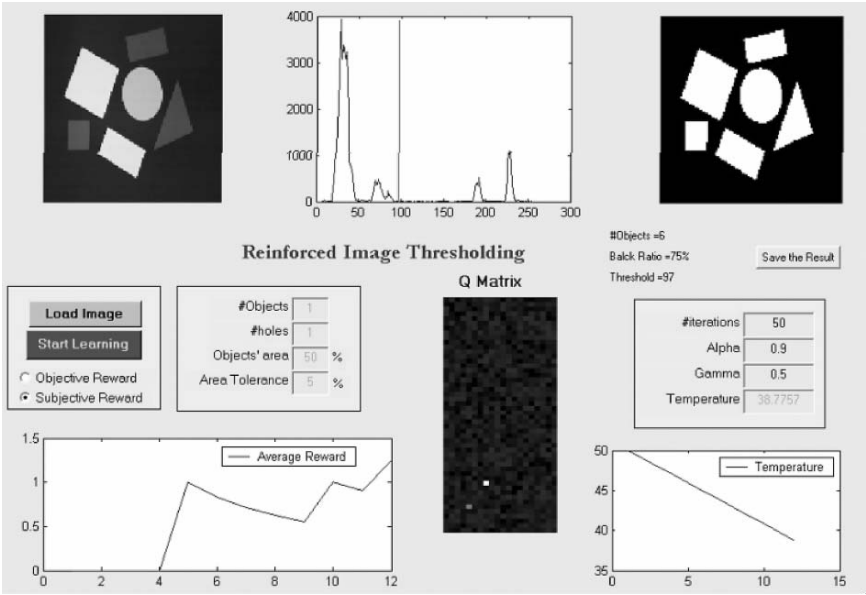 4000
3000
2000
1000
0
0 50 100 150 200 250 300
Reinforced Image Thresholding
#Objects =6
Balck Ratio =75%
Threshold =97
Save the Result
Load Image
Start Learning
Objective Reward
Subjective Reward
#Objects 1
#holes 1
Objects' area 50 %
Area Tolerance 5 %
Q Matrix
#iterations 50
Alpha 0.9
Gamma 0.5
Temperature 38.7757
1.5
1
0.5
0
0 2 4 6 8 10 12
Average Reward
50
45
40
35
0 5 10 15
Temperature